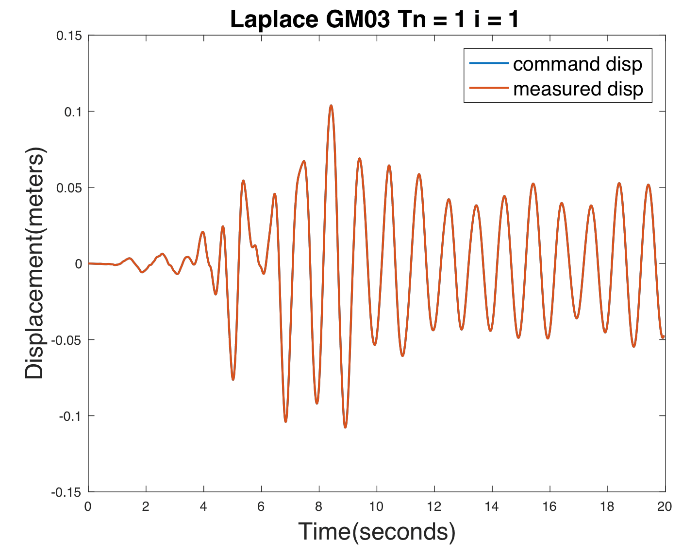 Laplace GM03 Tn = 1 i = 1
0.15
0.1
0.05
0
-0.05
-0.1
-0.15
Displacement(meters)
command disp
measured disp
0 2 4 6 8 10 12 14 16 18 20
Time(seconds)